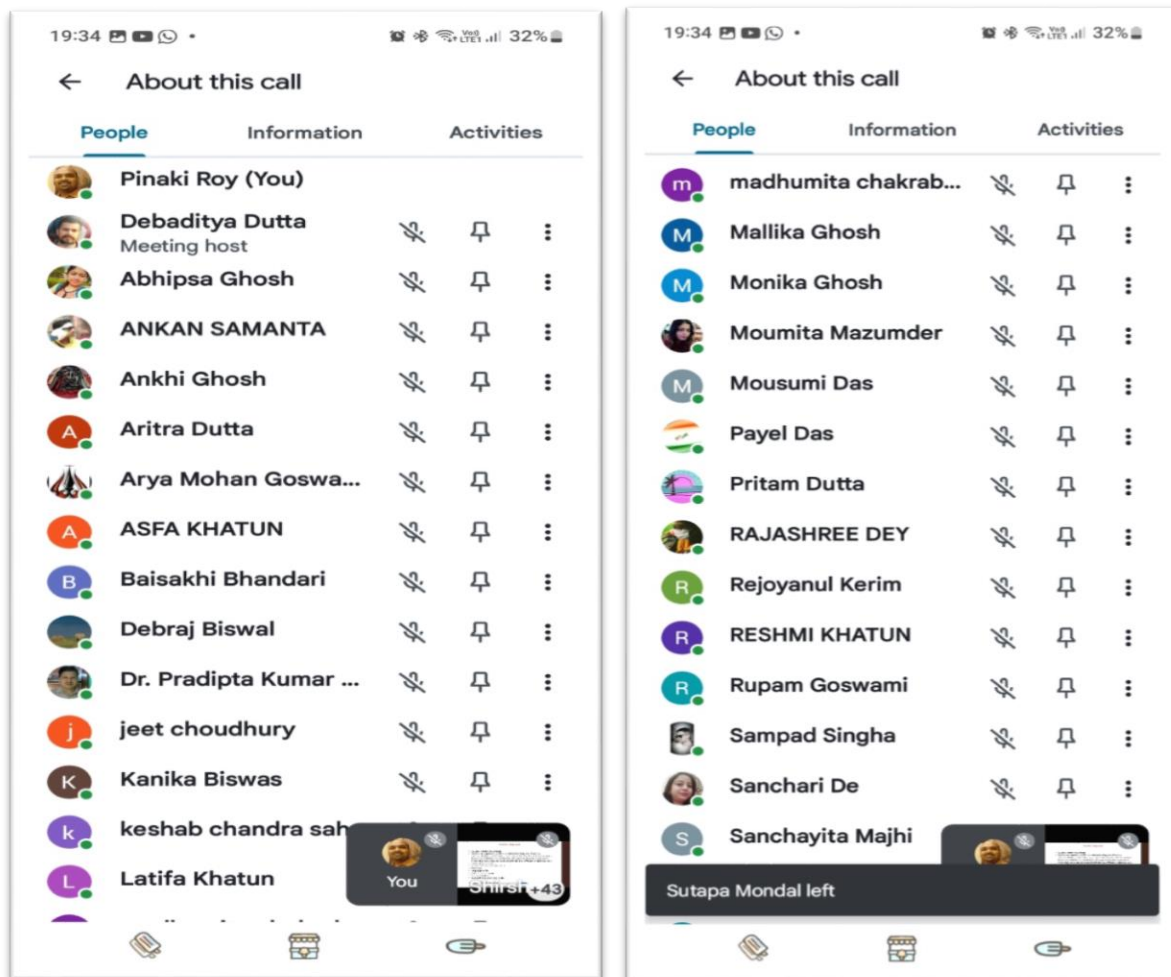 19:34 32%
About this call
People Information Activities
Pinaki Roy (You)
Debaditya Dutta
Meeting host
Abhipsa Ghosh
ANKAN SAMANTA
Ankhi Ghosh
A Aritra Dutta
Arya Mohan Goswa...
A ASFA KHATUN
B Baisakhi Bhandari
Debraj Biswal
Dr. Pradipta Kumar ...
j jeet choudhury
K Kanika Biswas
k keshab chandra sah
L Latifa Khatun
You
+43
19:34 32%
About this call
People Information Activities
m madhumita chakrab...
M Mallika Ghosh
M Monika Ghosh
Moumita Mazumder
M Mousumi Das
Payel Das
Pritam Dutta
RAJASHREE DEY
R Rejoyanul Kerim
R RESHMI KHATUN
R Rupam Goswami
Sampad Singha
Sanchari De
S Sanchayita Majhi
Sutapa Mondal left